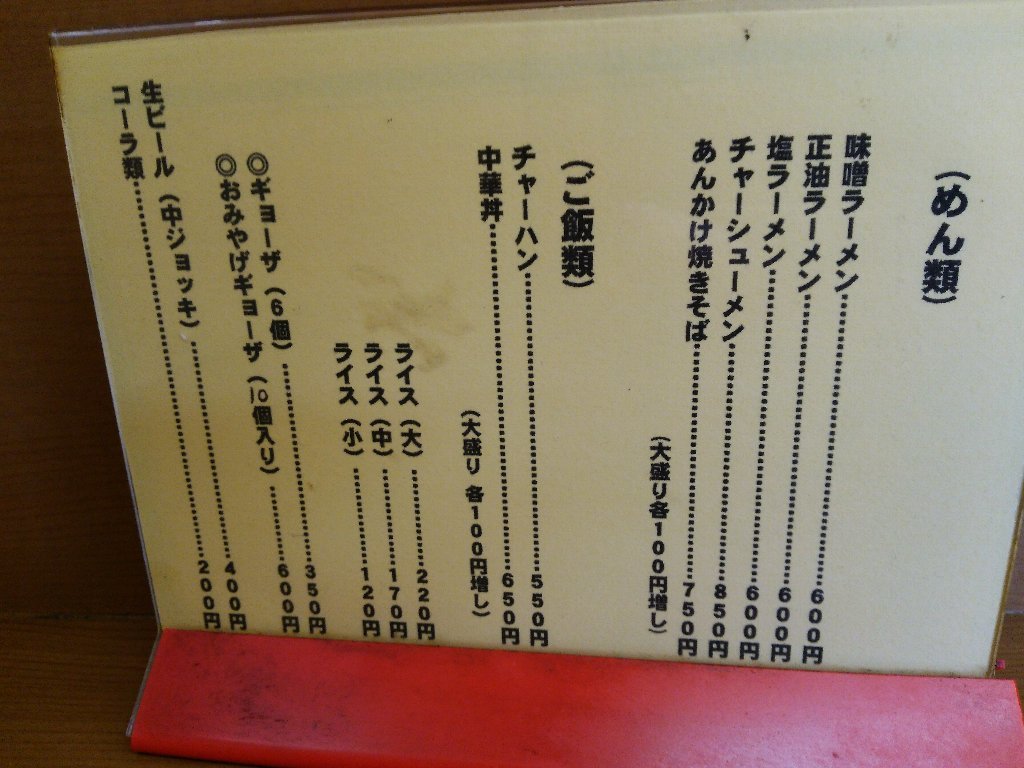 (めん類)
味噌ラーメン……………600円
正油ラーメン……………600円
塩ラーメン……………600円
チャーシューメン……………850円
あんかけ焼きそば……………750円
(大盛り各100円増し)
(ご飯類)
チャーハン……………550円
中華丼……………650円
(大盛り 各100円増し)
ライス(大)……………220円
ライス(中)……………170円
ライス(小)……………120円
◎ギョーザ(6個)……………350円
◎おみやげギョーザ(10個入り)……………600円
生ビール(中ジョッキ)……………400円
コーラ類……………200円